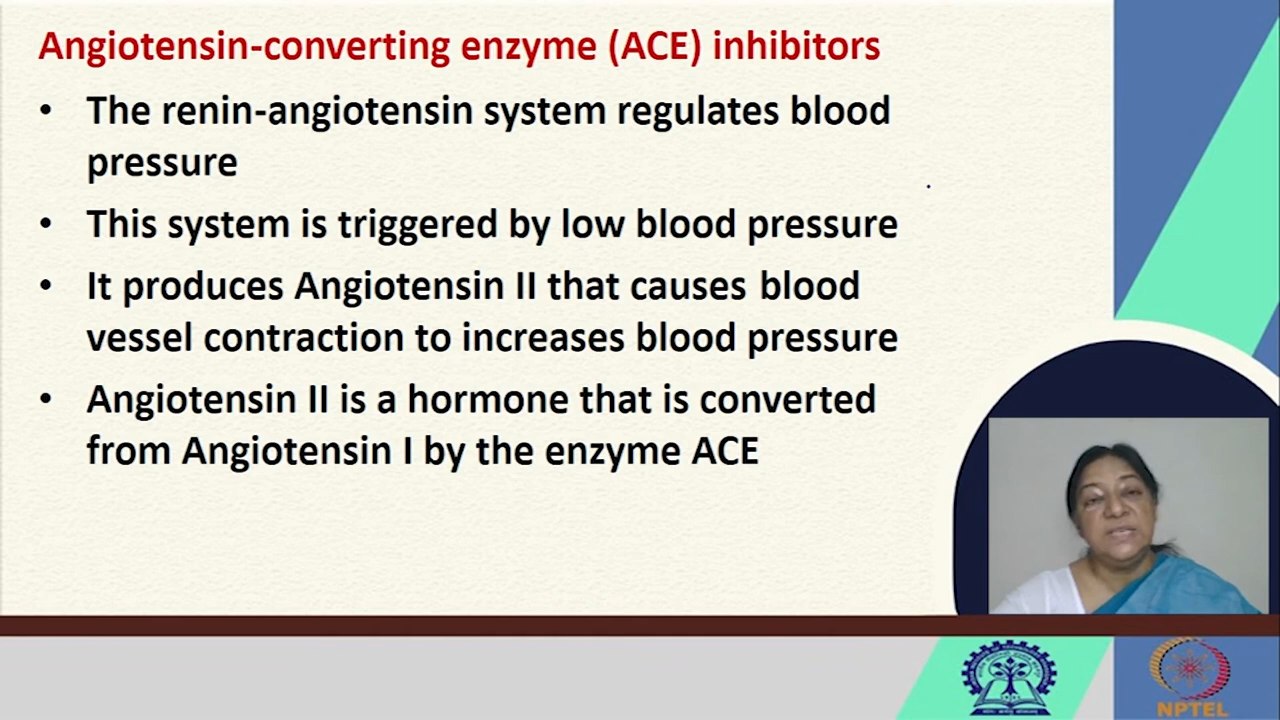 Angiotensin-converting enzyme (ACE) inhibitors
• The renin-angiotensin system regulates blood
pressure
• This system is triggered by low blood pressure
• It produces Angiotensin II that causes blood
vessel contraction to increases blood pressure
• Angiotensin II is a hormone that is converted
from Angiotensin I by the enzyme ACE
NPTEL